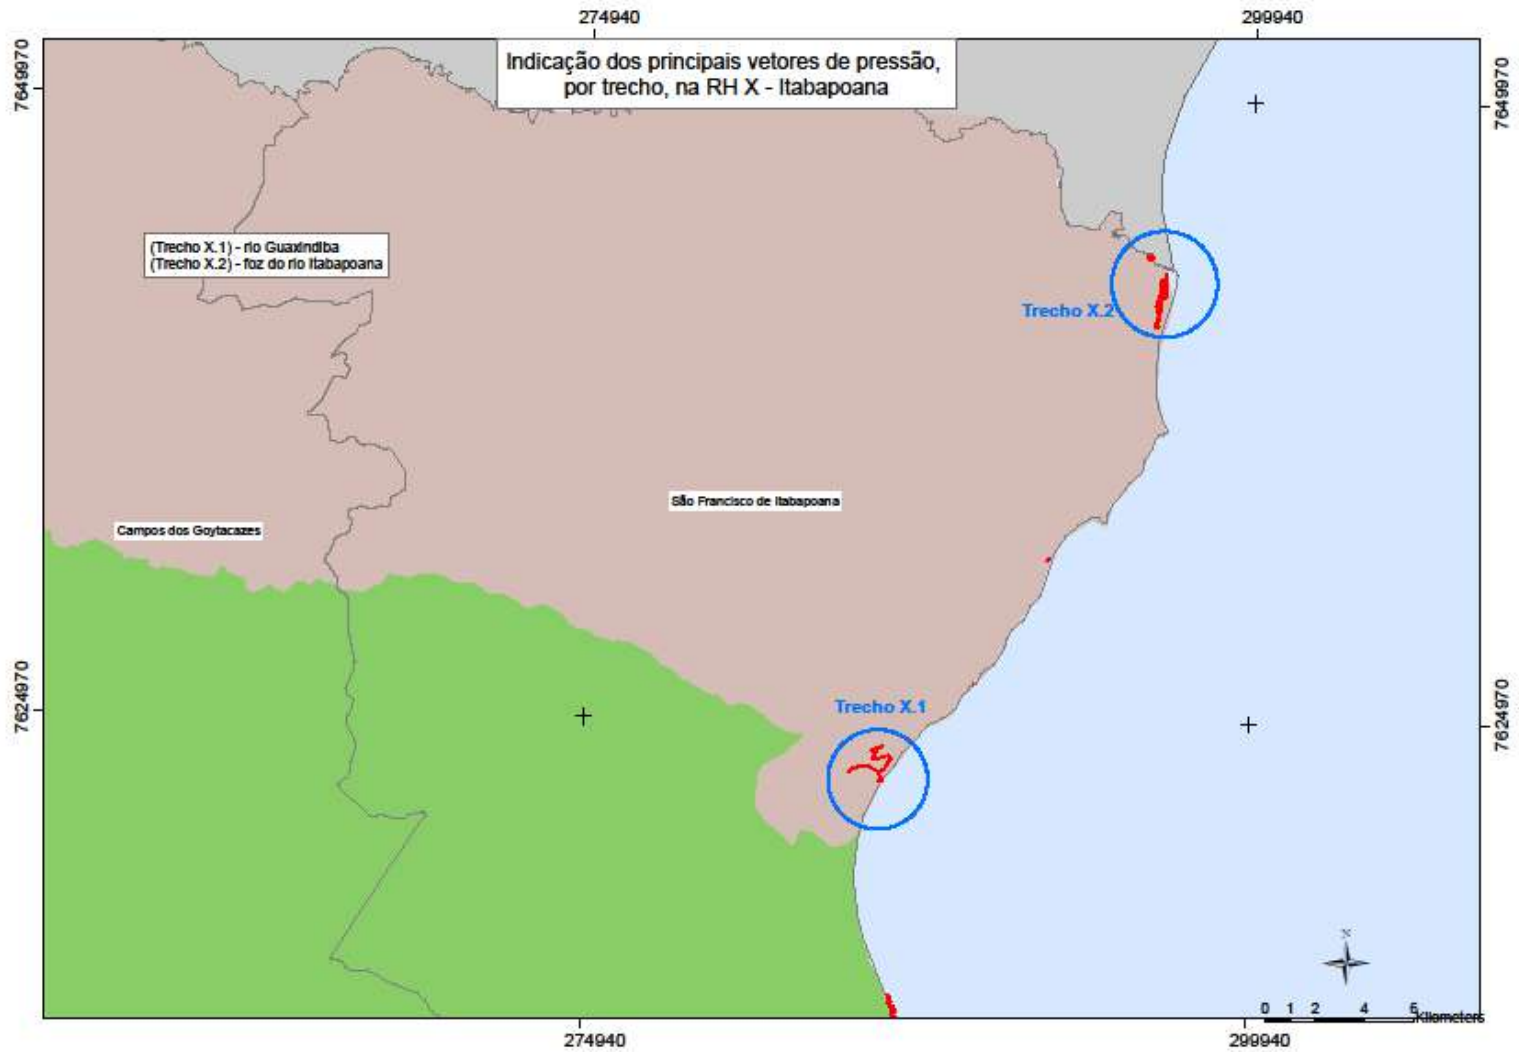 274940
299940
Indicação dos principais vetores de pressão,
por trecho, na RH X - Itabapoana
7649970
7649970
(Trecho X.1) - rio Guaxindiba
(Trecho X.2) - foz do rio Itabapoana
Trecho X.2
São Francisco de Itabapoana
Campos dos Goytacazes
7624970
7624970
Trecho X.1
N
0 1 2 4 6
Kilometers
274940
299940